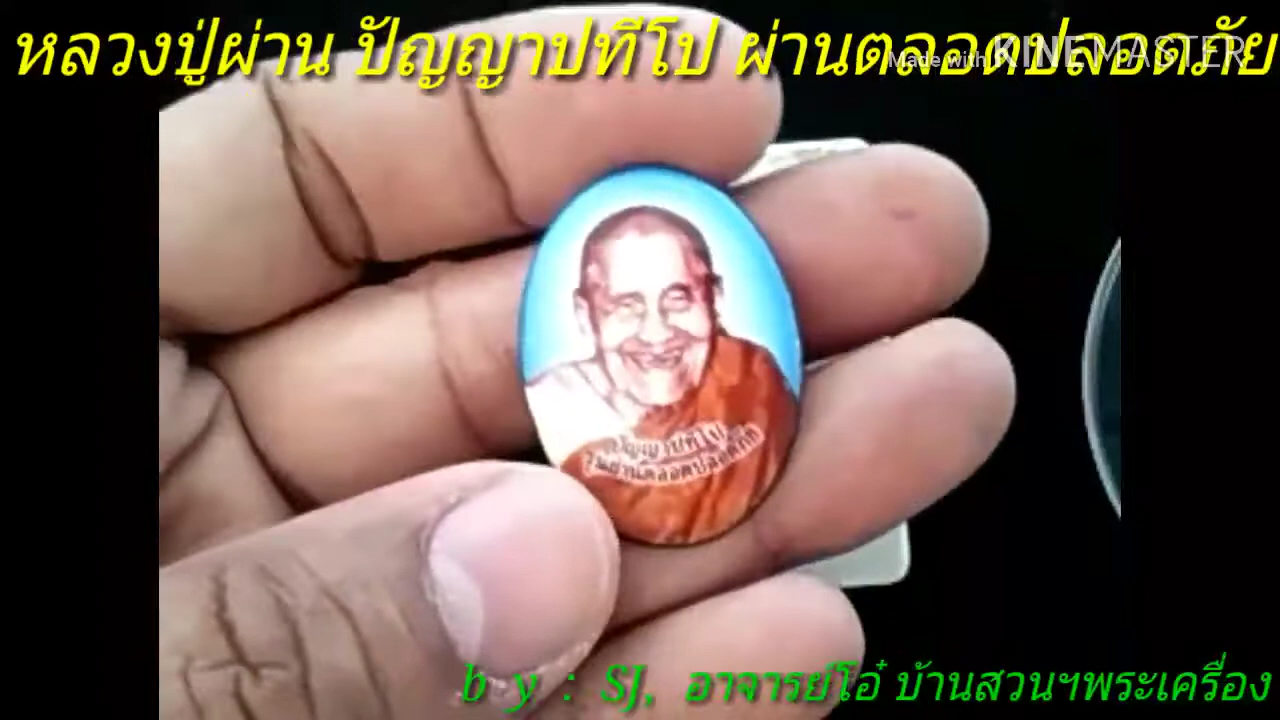 หลวงปู่ผ่าน ปัญญาปทีโป ผ่านตลอดปลอดภัย
Made with KINEMASTER
ปัญญาปทีโป
b y : SJ, อาจารย์โอ๋ บ้านสวนฯพระเครื่อง